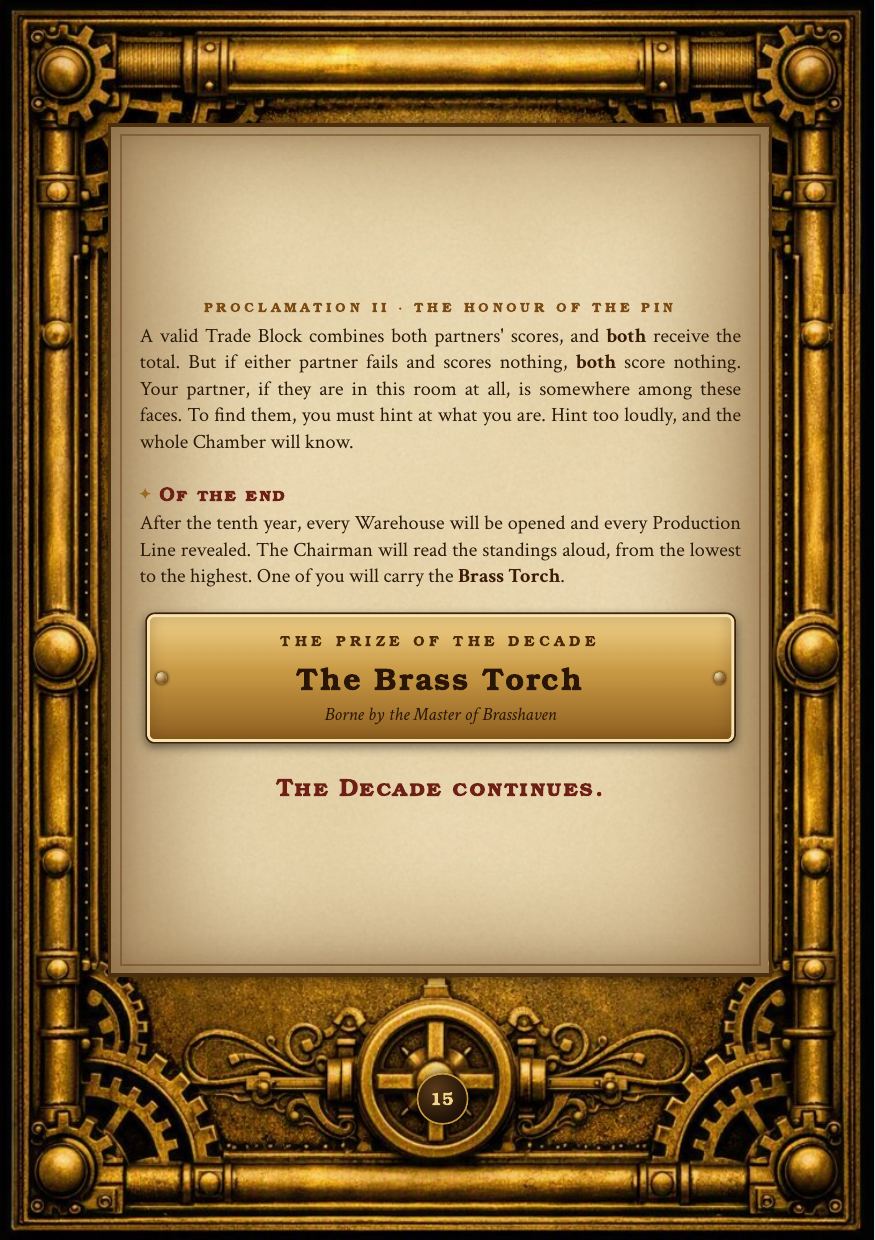 PROCLAMATION II · THE HONOUR OF THE PIN
A valid Trade Block combines both partners' scores, and both receive the
total. But if either partner fails and scores nothing, both score nothing.
Your partner, if they are in this room at all, is somewhere among these
faces. To find them, you must hint at what you are. Hint too loudly, and the
whole Chamber will know.
✦ OF THE END
After the tenth year, every Warehouse will be opened and every Production
Line revealed. The Chairman will read the standings aloud, from the lowest
to the highest. One of you will carry the Brass Torch.
THE PRIZE OF THE DECADE
The Brass Torch
Borne by the Master of Brasshaven
THE DECADE CONTINUES.
15